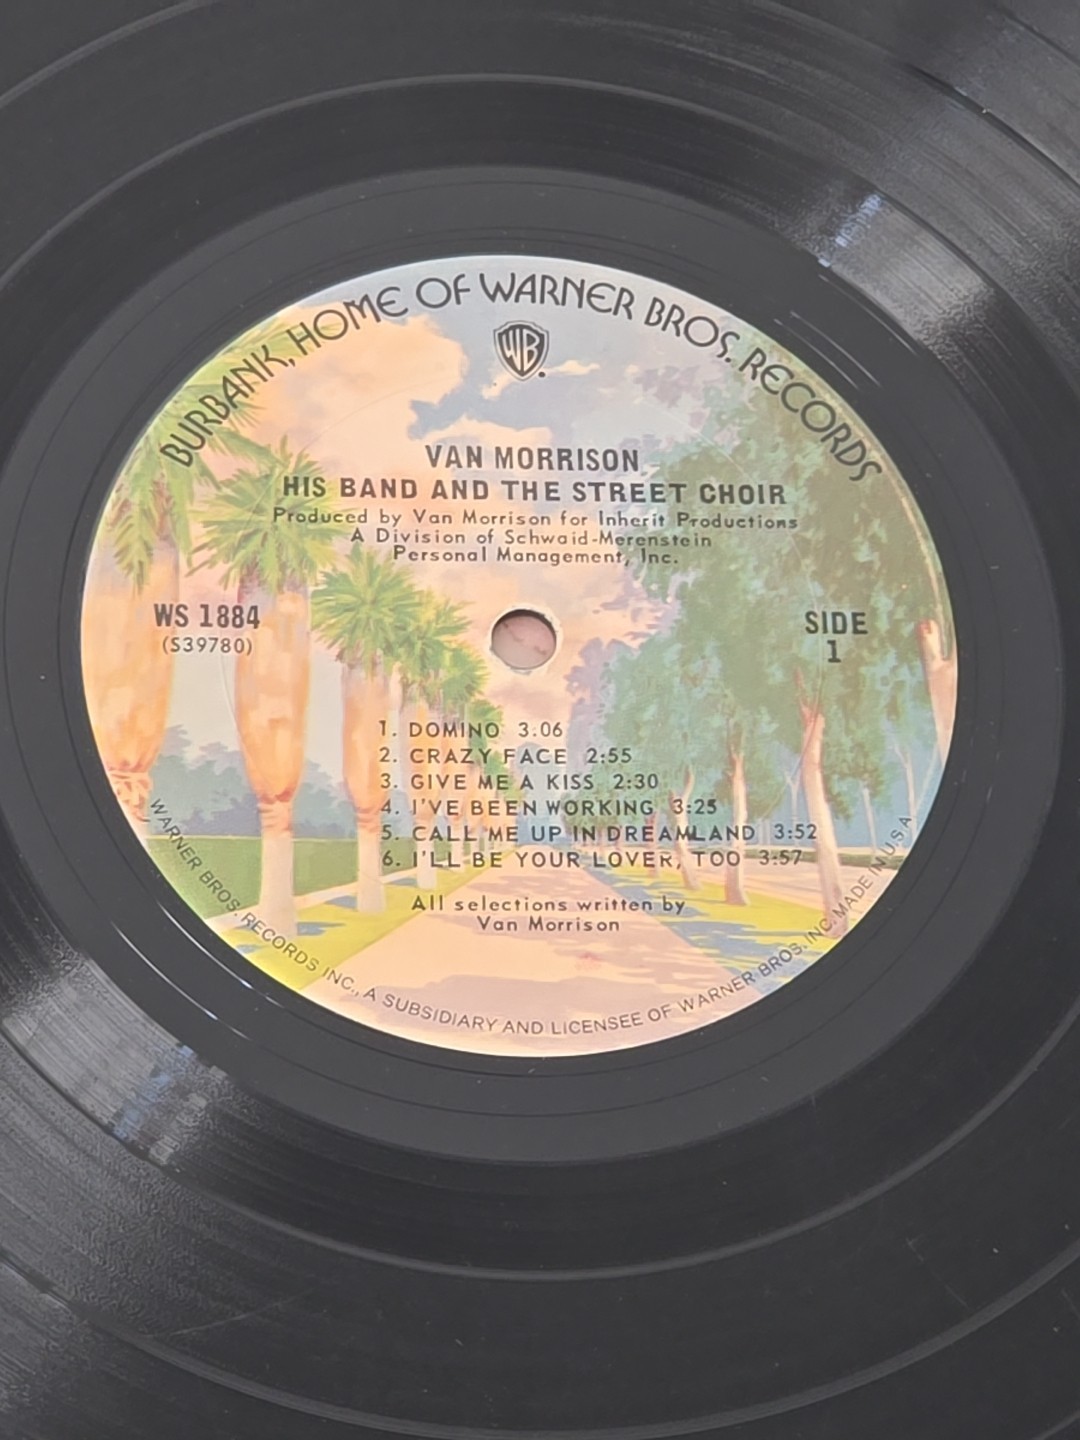 BURBANK, HOME OF WARNER BROS. RECORDS
WB
VAN MORRISON
HIS BAND AND THE STREET CHOIR
Produced by Van Morrison for Inherit Productions
A Division of Schwaid-Merenstein
Personal Management, Inc.
WS 1884
(S39780)
SIDE
1
1. DOMINO 3:06
2. CRAZY FACE 2:55
3. GIVE ME A KISS 2:30
4. I'VE BEEN WORKING 3:25
5. CALL ME UP IN DREAMLAND 3:52
6. I'LL BE YOUR LOVER, TOO 3:57
All selections written by
Van Morrison
WARNER BROS. RECORDS INC., A SUBSIDIARY AND LICENSEE OF WARNER BROS. INC. MADE IN U.S.A.